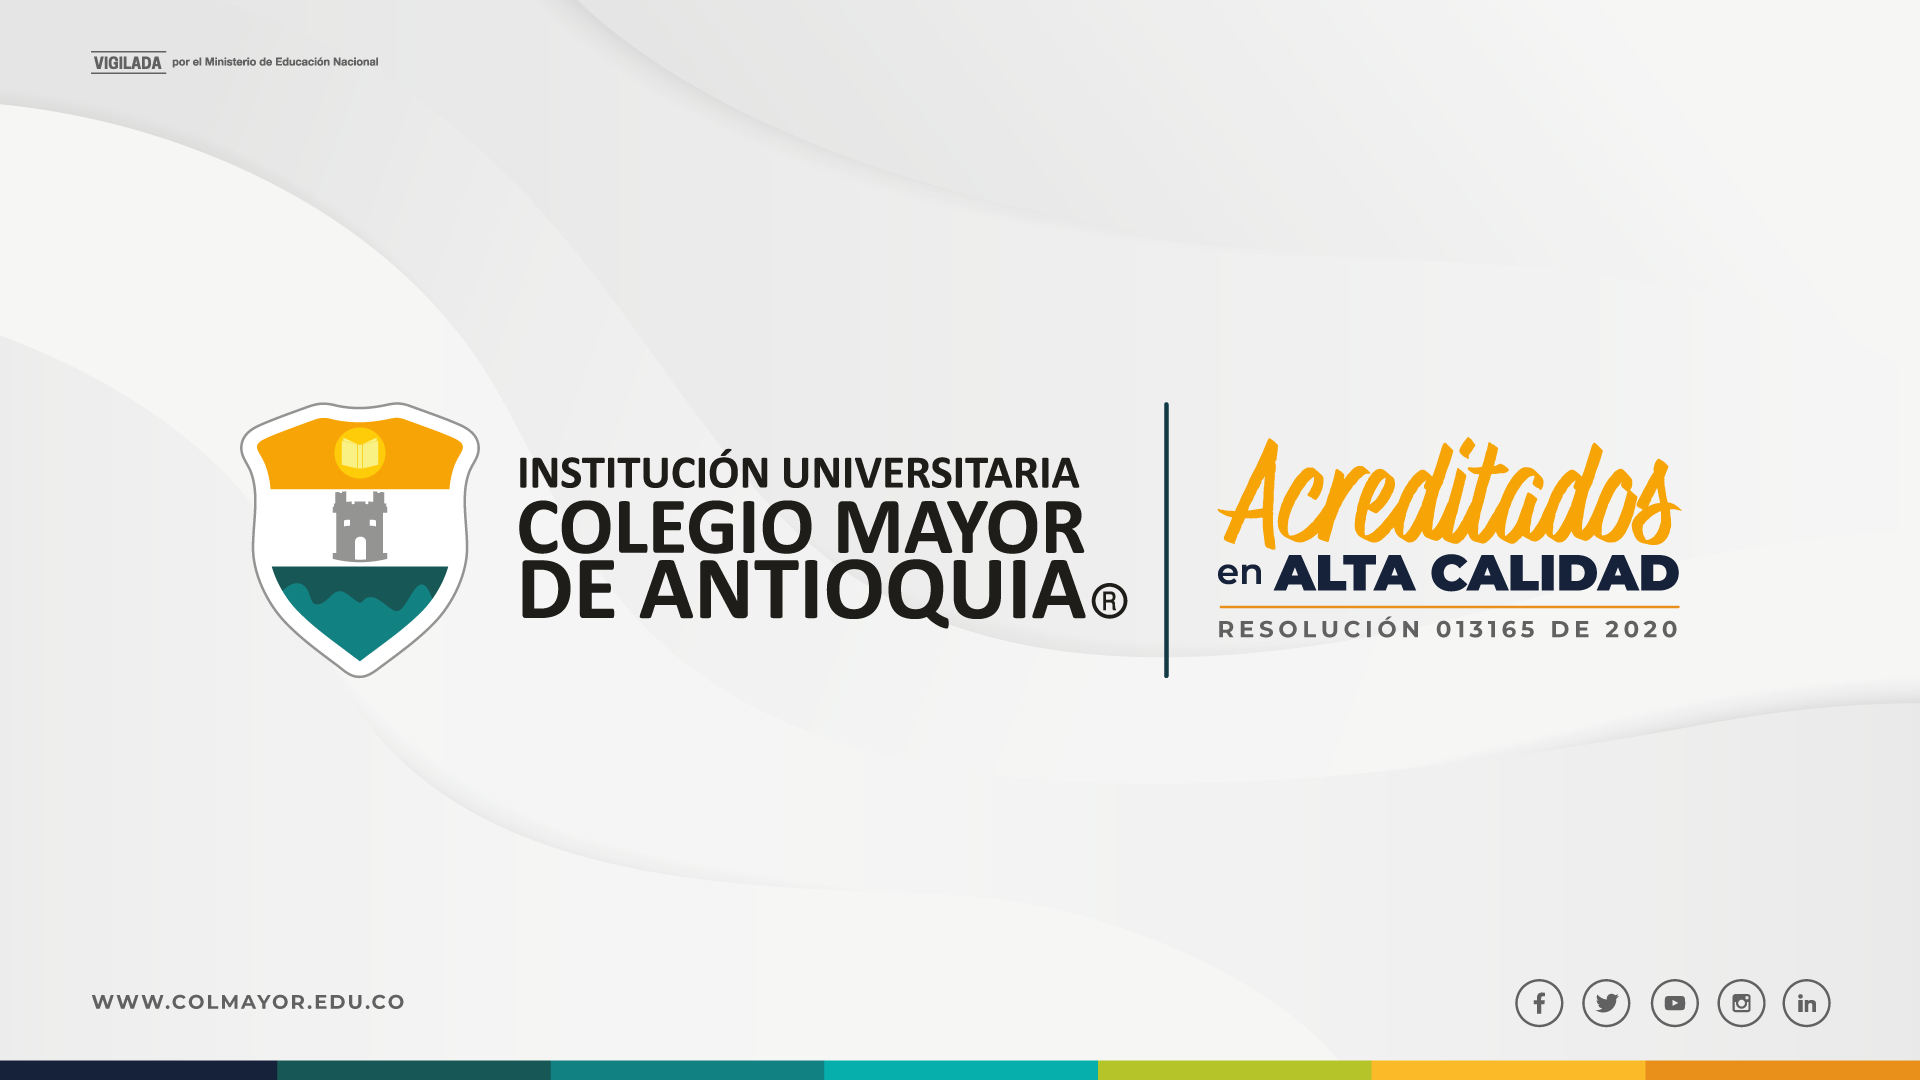 VIGILADA por el Ministerio de Educación Nacional
INSTITUCIÓN UNIVERSITARIA
COLEGIO MAYOR
DE ANTIOQUIA®
Acreditados
en ALTA CALIDAD
RESOLUCIÓN 013165 DE 2020
WWW.COLMAYOR.EDU.CO